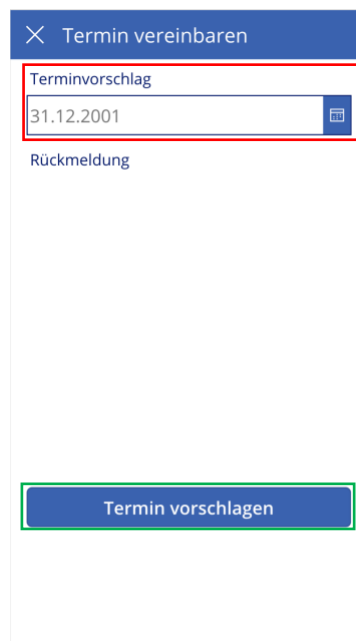 Termin vereinbaren
Terminvorschlag
31.12.2001
Rückmeldung
Termin vorschlagen